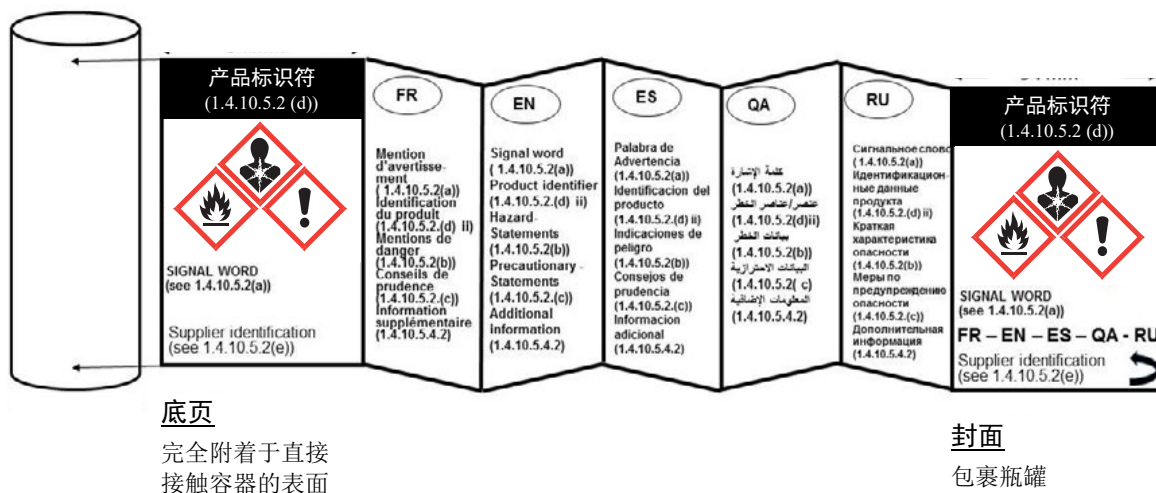 产品标识符
(1.4.10.5.2 (d))
SIGNAL WORD
(see 1.4.10.5.2(a))
Supplier identification
(see 1.4.10.5.2(e))
FR
Mention
d'avertisse-
ment
( 1.4.10.5.2(a))
Identification
du produit
(1.4.10.5.2.(d) ii)
Mentions de
danger
(1.4.10.5.2(b))
Conseils de
prudence
(1.4.10.5.2.(c))
Information
supplémentaire
(1.4.10.5.4.2)
EN
Signal word
( 1.4.10.5.2(a))
Product identifier
(1.4.10.5.2.(d) ii)
Hazard-
Statements
(1.4.10.5.2(b))
Precautionary -
Statements
(1.4.10.5.2.(c))
Additional
Information
(1.4.10.5.4.2)
ES
Palabra de
Advertencia
(1.4.10.5.2(a))
Identificacion del
producto
(1.4.10.5.2.(d) ii)
Indicaciones de
peligro
(1.4.10.5.2(b))
Consejos de
prudencia
(1.4.10.5.2.(c))
Informacion
adicional
(1.4.10.5.4.2)
QA
كلمة الإشارة
(1.4.10.5.2(a))
عنصر/عناصر الخطر
(1.4.10.5.2(d)ii)
بيانات الخطر
(1.4.10.5.2(b))
البيانات الاحترازية
(1.4.10.5.2( c)
المعلومات الإضافية
(1.4.10.5.4.2)
RU
Сигнальное слово
( 1.4.10.5.2(a))
Идентификацион-
ные данные
продукта
(1.4.10.5.2.(d) ii)
Краткая
характеристика
опасности
(1.4.10.5.2(b))
Меры по
предупреждению
опасности
(1.4.10.5.2.(c))
Дополнительная
информация
(1.4.10.5.4.2)
产品标识符
(1.4.10.5.2 (d))
SIGNAL WORD
(see 1.4.10.5.2(a))
FR – EN – ES – QA - RU
Supplier identification
(see 1.4.10.5.2(e))
底页
完全附着于直接
接触容器的表面
封面
包裹瓶罐